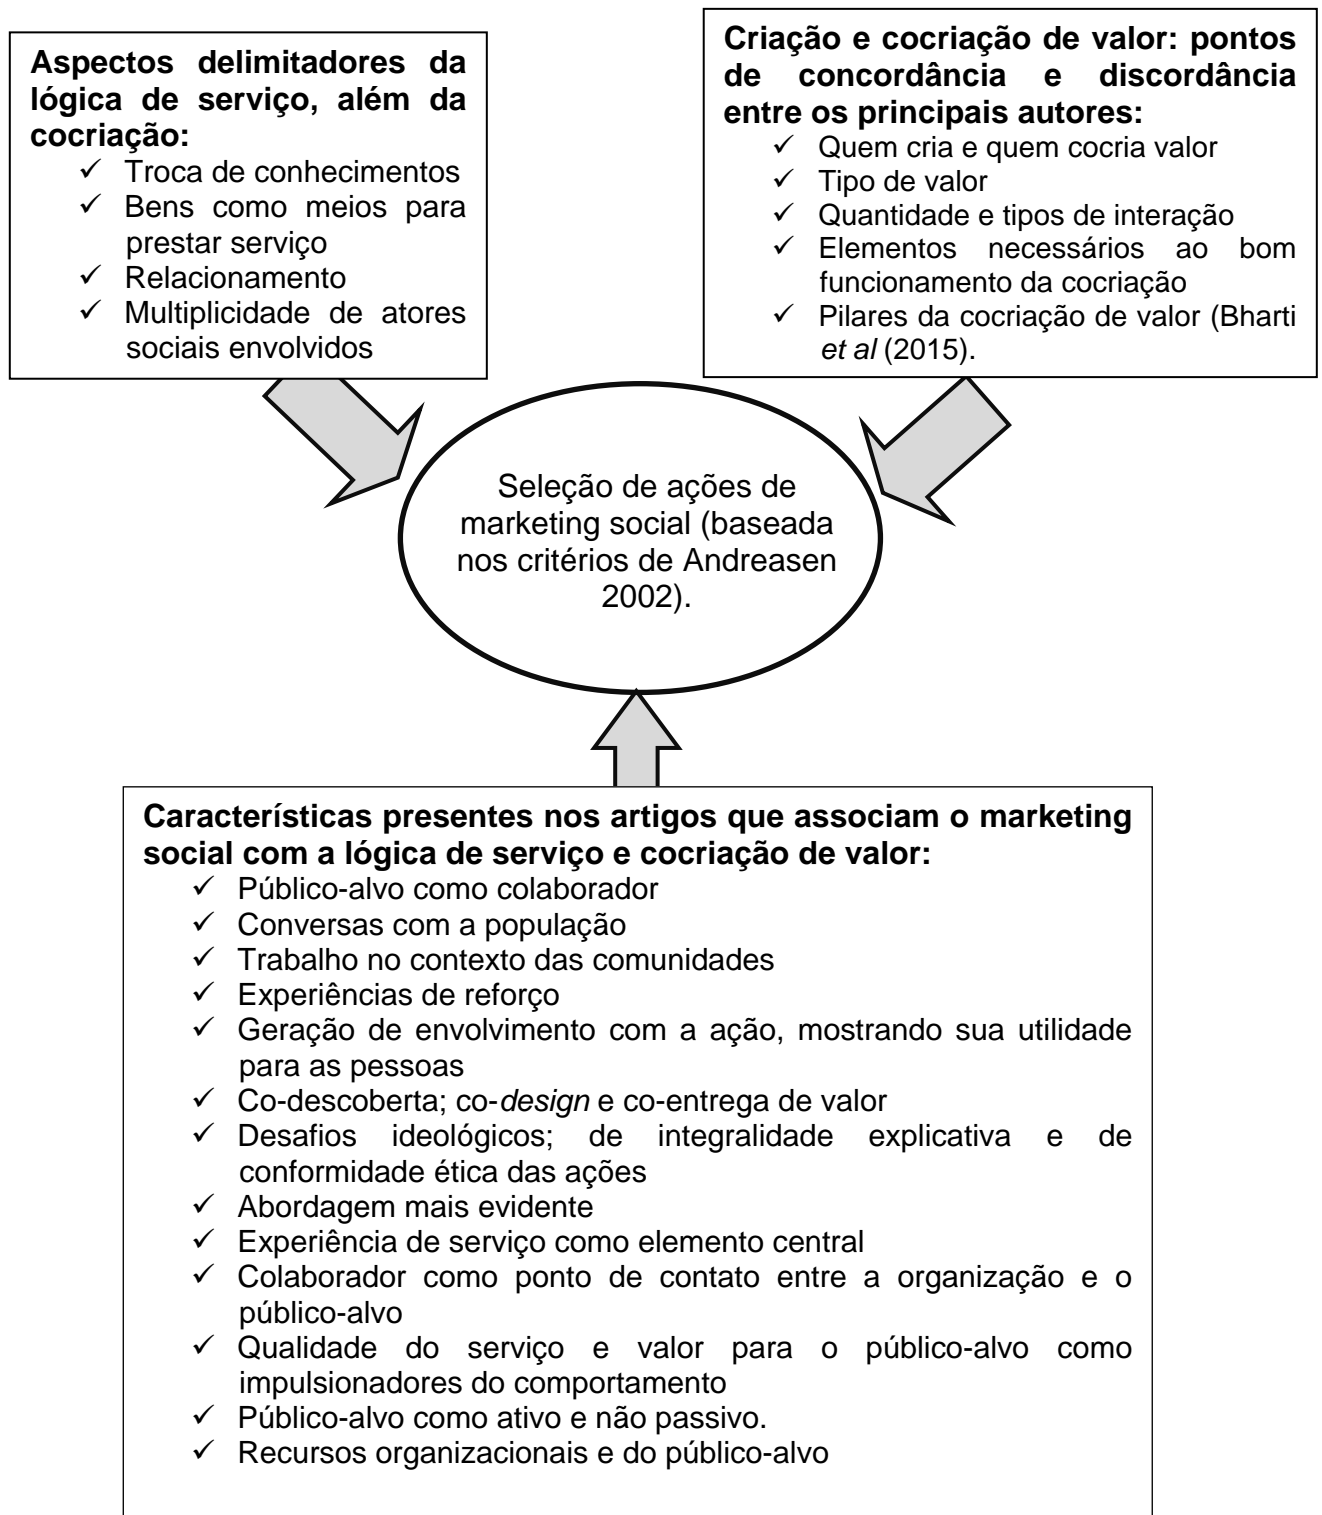 Aspectos delimitadores da
lógica de serviço, além da
cocriação:
✓ Troca de conhecimentos
✓ Bens como meios para
prestar serviço
✓ Relacionamento
✓ Multiplicidade de atores
sociais envolvidos
Criação e cocriação de valor: pontos
de concordância e discordância
entre os principais autores:
✓ Quem cria e quem cocria valor
✓ Tipo de valor
✓ Quantidade e tipos de interação
✓ Elementos necessários ao bom
funcionamento da cocriação
✓ Pilares da cocriação de valor (Bharti
et al (2015).
Seleção de ações de
marketing social (baseada
nos critérios de Andreasen
2002).
Características presentes nos artigos que associam o marketing
social com a lógica de serviço e cocriação de valor:
✓ Público-alvo como colaborador
✓ Conversas com a população
✓ Trabalho no contexto das comunidades
✓ Experiências de reforço
✓ Geração de envolvimento com a ação, mostrando sua utilidade
para as pessoas
✓ Co-descoberta; co-design e co-entrega de valor
✓ Desafios ideológicos; de integralidade explicativa e de
conformidade ética das ações
✓ Abordagem mais evidente
✓ Experiência de serviço como elemento central
✓ Colaborador como ponto de contato entre a organização e o
público-alvo
✓ Qualidade do serviço e valor para o público-alvo como
impulsionadores do comportamento
✓ Público-alvo como ativo e não passivo.
✓ Recursos organizacionais e do público-alvo